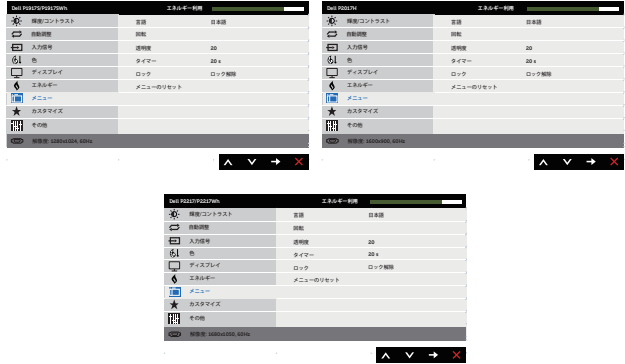 Dell P1917S/P1917SWh エネルギー利用
輝度/コントラスト 言語 日本語
自動調整 回転
入力信号 透明度 20
色 タイマー 20 s
ディスプレイ ロック ロック解除
エネルギー メニューのリセット
メニュー
カスタマイズ
その他
解像度: 1280x1024, 60Hz
Dell P2017H エネルギー利用
輝度/コントラスト 言語 日本語
自動調整 回転
入力信号 透明度 20
色 タイマー 20 s
ディスプレイ ロック ロック解除
エネルギー メニューのリセット
メニュー
カスタマイズ
その他
解像度: 1600x900, 60Hz
Dell P2217/P2217Wh エネルギー利用
輝度/コントラスト 言語 日本語
自動調整 回転
入力信号 透明度 20
色 タイマー 20 s
ディスプレイ ロック ロック解除
エネルギー メニューのリセット
メニュー
カスタマイズ
その他
解像度: 1680x1050, 60Hz